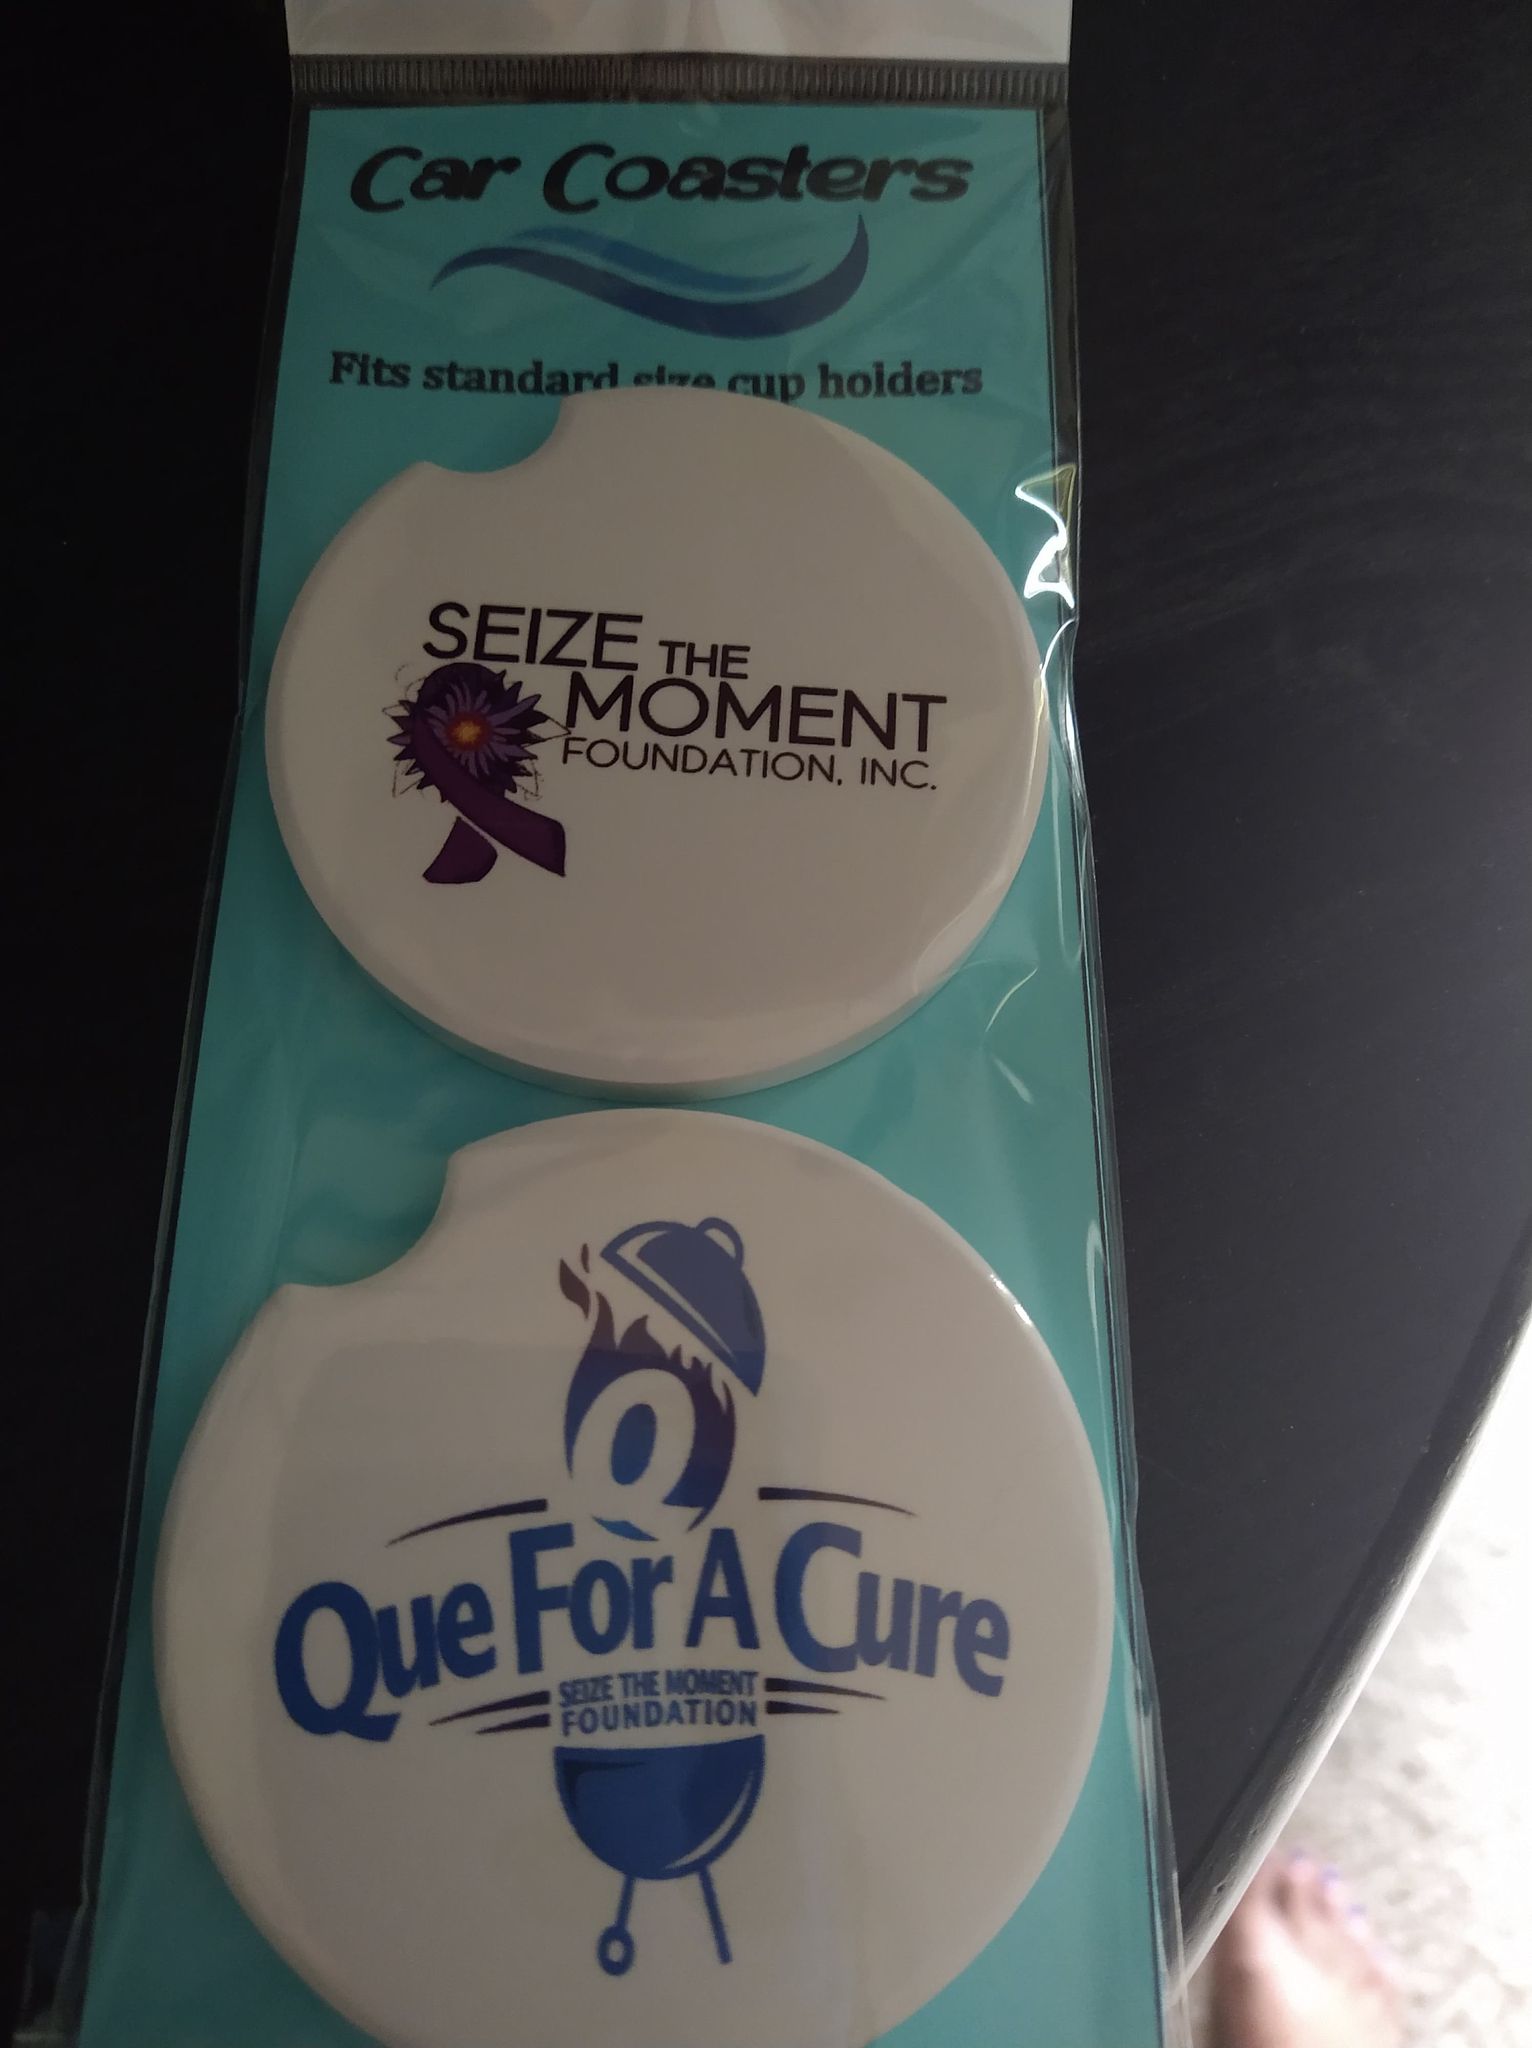 Car Coasters
Fits standard size cup holders
SEIZE THE
MOMENT
FOUNDATION, INC.
Q
Que For A Cure
SEIZE THE MOMENT
FOUNDATION